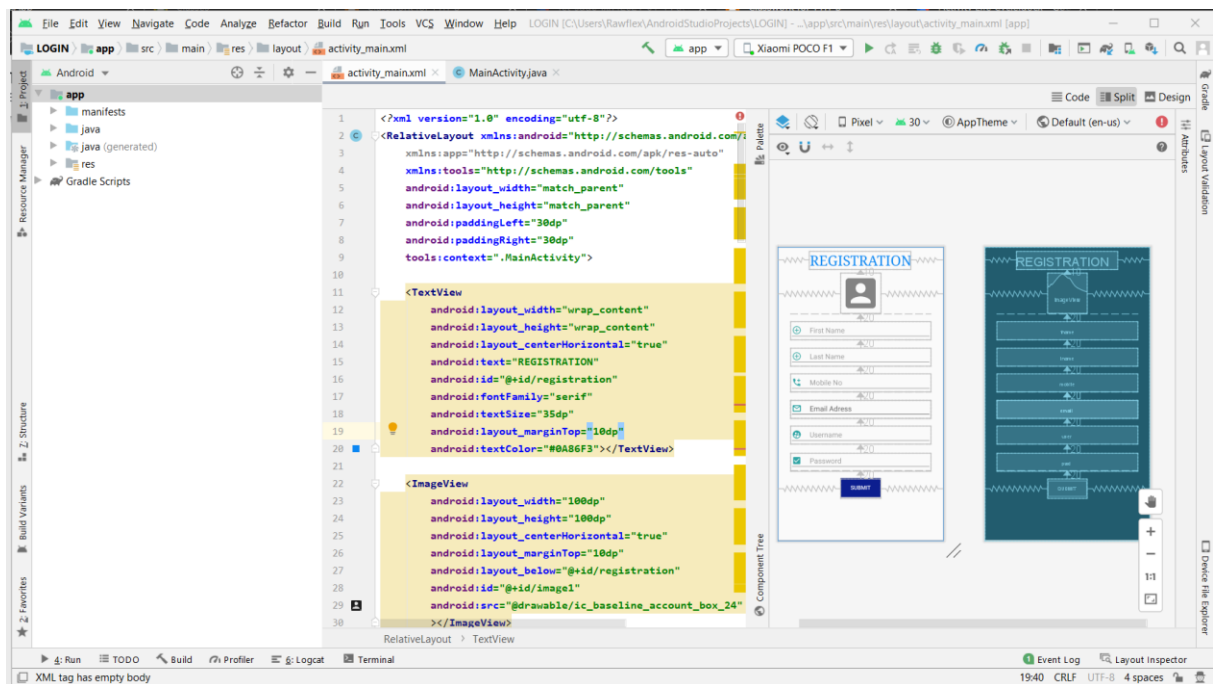 File Edit View Navigate Code Analyze Refactor Build Run Tools VCS Window Help LOGIN [C:\Users\Rawflex\AndroidStudioProjects\LOGIN] - ...\app\src\main\res\layout\activity_main.xml [app]
LOGIN app src main res layout activity_main.xml app Xiaomi POCO F1
Android activity_main.xml MainActivity.java
1: Project
Resource Manager
Z: Structure
Build Variants
2: Favorites
app
manifests
java
java (generated)
res
Gradle Scripts
Code Split Design
1 <?xml version="1.0" encoding="utf-8"?>
2 <RelativeLayout xmlns:android="http://schemas.android.com/
3 xmlns:app="http://schemas.android.com/apk/res-auto"
4 xmlns:tools="http://schemas.android.com/tools"
5 android:layout_width="match_parent"
6 android:layout_height="match_parent"
7 android:paddingLeft="30dp"
8 android:paddingRight="30dp"
9 tools:context=".MainActivity">
10
11 <TextView
12 android:layout_width="wrap_content"
13 android:layout_height="wrap_content"
14 android:layout_centerHorizontal="true"
15 android:text="REGISTRATION"
16 android:id="@+id/registration"
17 android:fontFamily="serif"
18 android:textSize="35dp"
19 android:layout_marginTop="10dp"
20 android:textColor="#0A86F3"></TextView>
21
22 <ImageView
23 android:layout_width="100dp"
24 android:layout_height="100dp"
25 android:layout_centerHorizontal="true"
26 android:layout_marginTop="10dp"
27 android:layout_below="@+id/registration"
28 android:id="@+id/image1"
29 android:src="@drawable/ic_baseline_account_box_24"
30 ></ImageView>
RelativeLayout > TextView
Palette
Component Tree
Pixel 30 AppTheme Default (en-us)
REGISTRATION
First Name
20
Last Name
20
Mobile No
20
Email Adress
20
Username
20
Password
SUBMIT
REGISTRATION
ImageView
20
20
20
20
20
1:1
Attributes
Gradle
Layout Validation
Device File Explorer
4: Run TODO Build Profiler 6: Logcat Terminal 1 Event Log Layout Inspector
XML tag has empty body 19:40 CRLF UTF-8 4 spaces